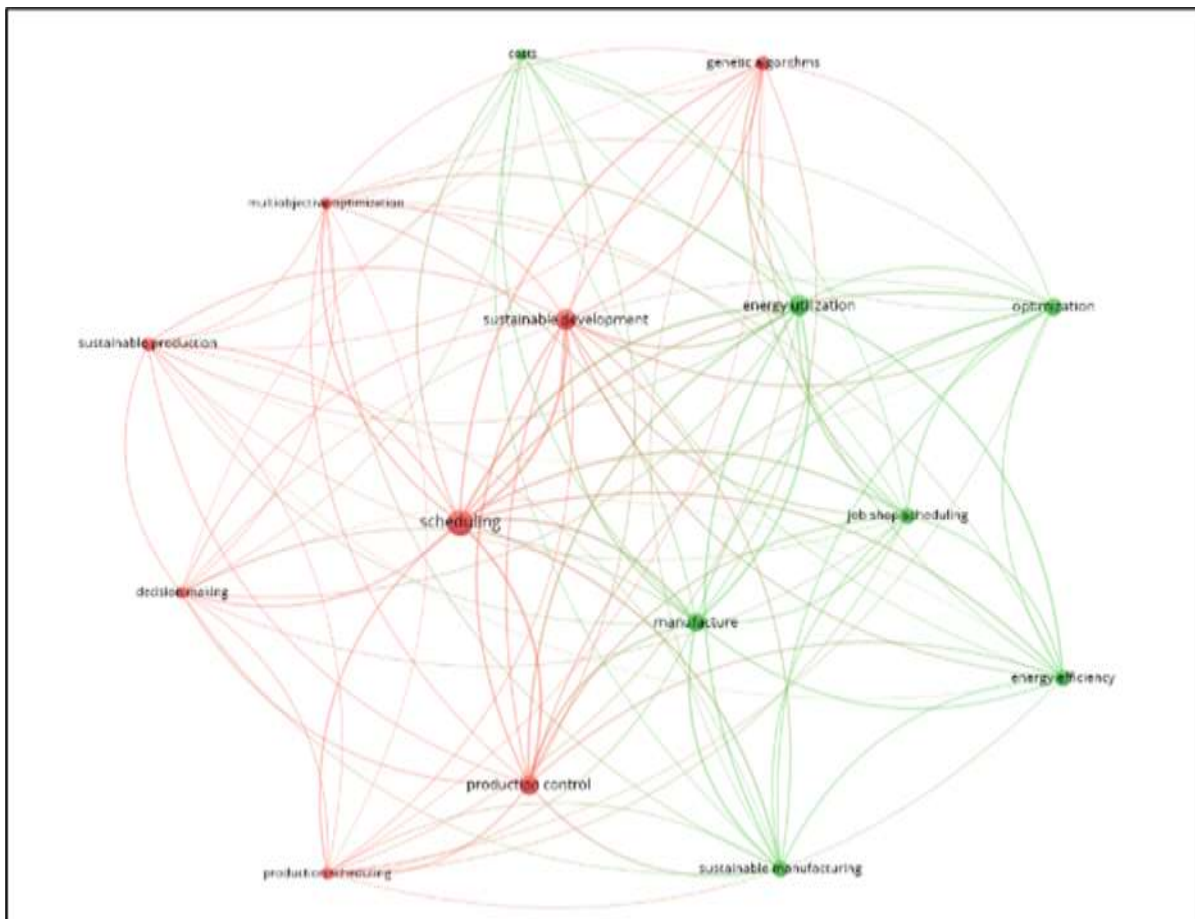 costs
genetic algorithms
multiobjective optimization
energy utilization
optimization
sustainable development
sustainable production
job shop scheduling
scheduling
decision making
manufacture
energy efficiency
production control
sustainable manufacturing
production scheduling